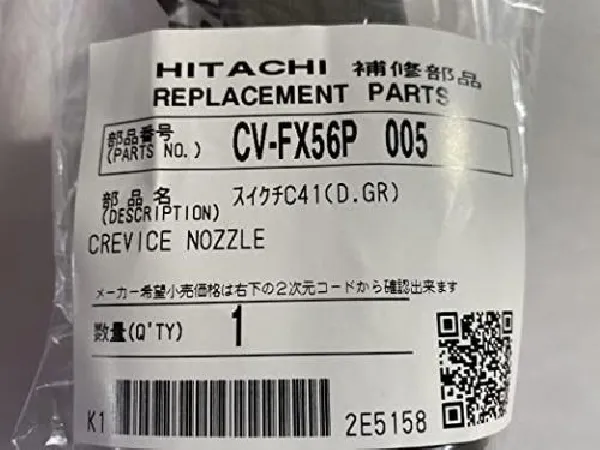 HITACHI 補修部品
REPLACEMENT PARTS
部品番号
(PARTS NO.) CV-FX56P 005
部品名
(DESCRIPTION) スイクチC41(D.GR)
CREVICE NOZZLE
メーカー希望小売価格は右下の2次元コードから確認出来ます
数量(Q'TY) 1
K1 2E5158